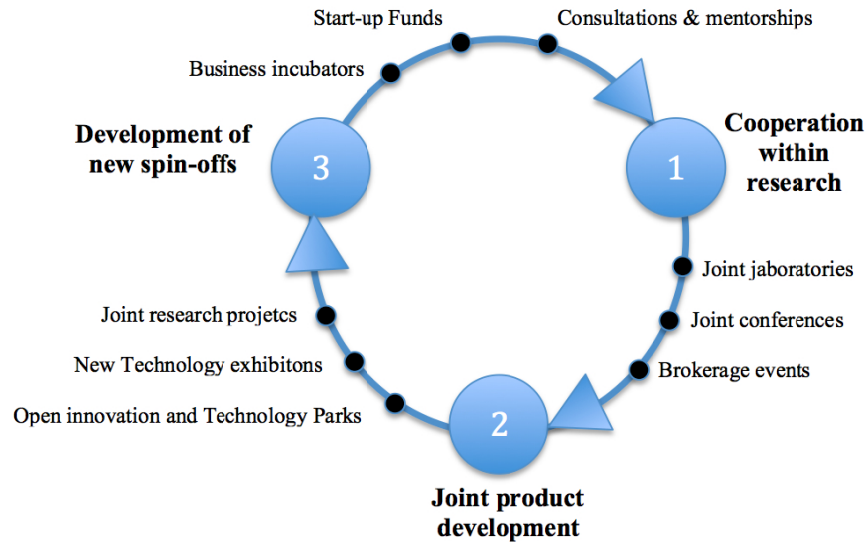 Start-up Funds
Consultations & mentorships
Business incubators
Development of
new spin-offs
3
1
Cooperation
within
research
Joint jaboratories
Joint conferences
Brokerage events
Joint research projetcs
New Technology exhibitons
Open innovation and Technology Parks
2
Joint product
development